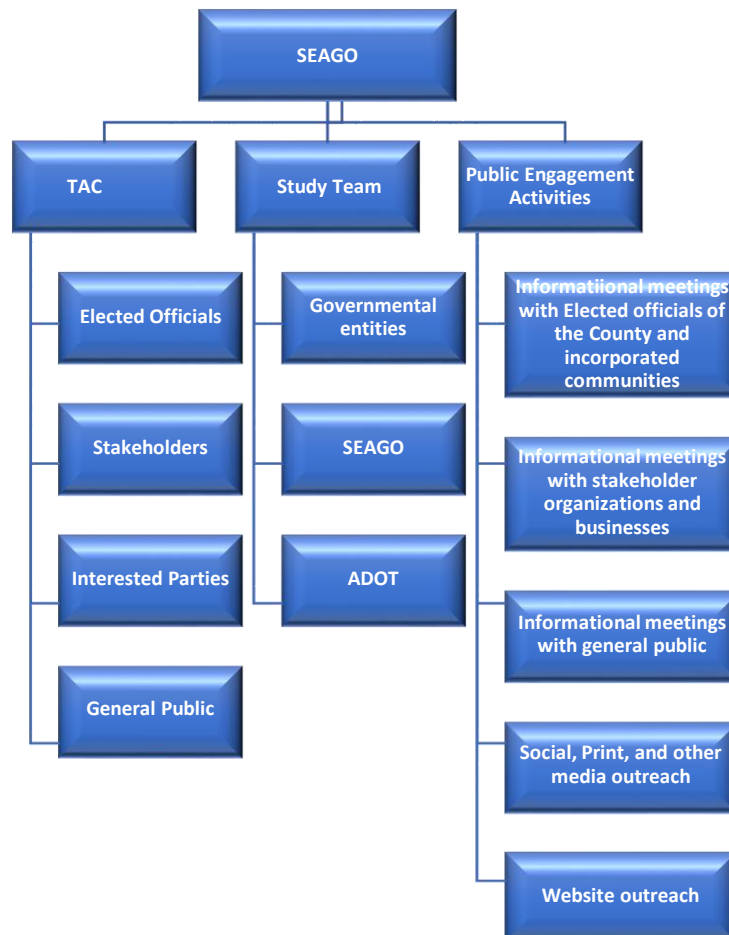 SEAGO
TAC
Study Team
Public Engagement
Activities
Elected Officials
Stakeholders
Interested Parties
General Public
Governmental
entities
SEAGO
ADOT
Informatiional meetings
with Elected officials of
the County and
incorporated
communities
Informational meetings
with stakeholder
organizations and
businesses
Informational meetings
with general public
Social, Print, and other
media outreach
Website outreach